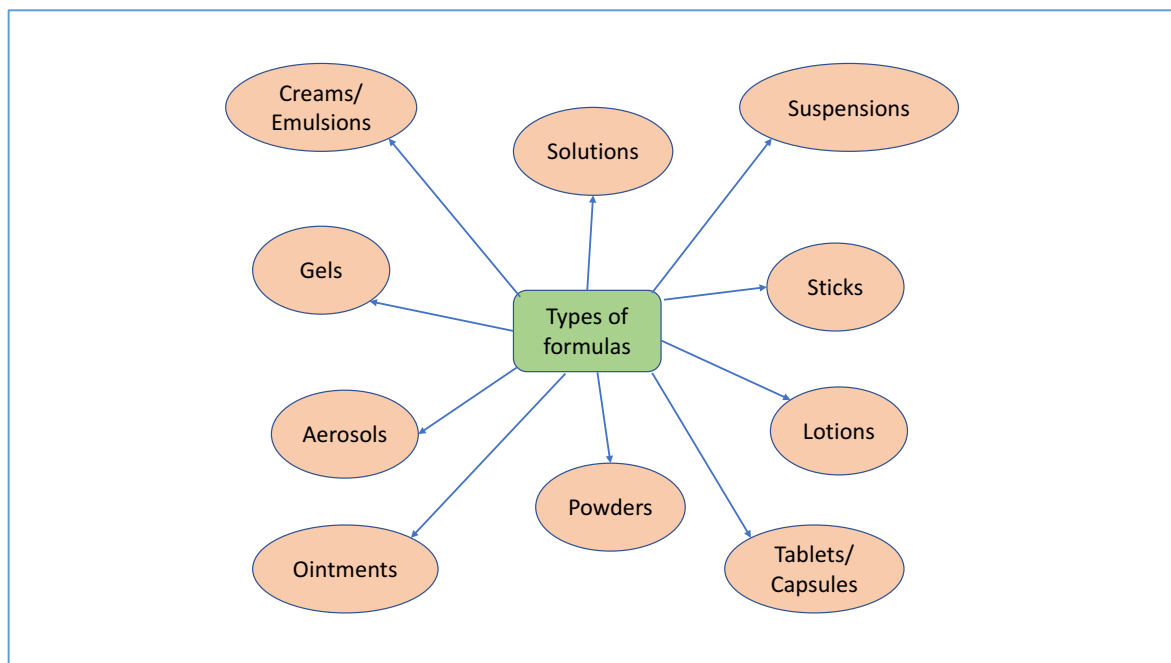 Creams/
Emulsions
Solutions
Suspensions
Gels
Sticks
Types of
formulas
Aerosols
Lotions
Powders
Ointments
Tablets/
Capsules